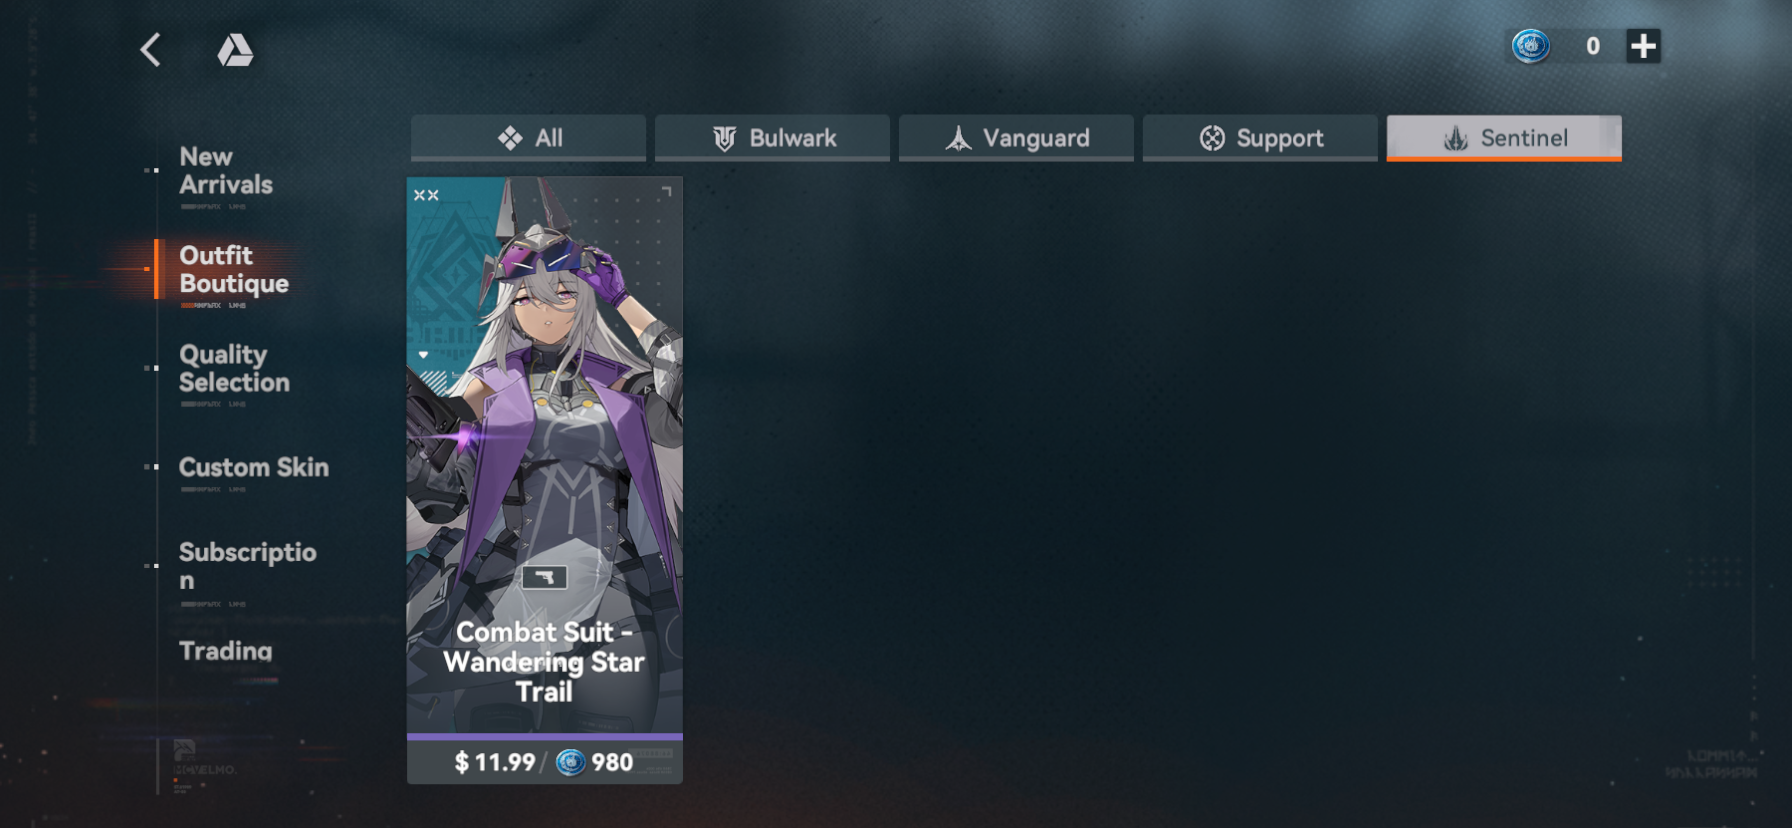 0
All
Bulwark
Vanguard
Support
Sentinel
New
Arrivals
Outfit
Boutique
Quality
Selection
Custom Skin
Subscriptio
n
Trading
Combat Suit -
Wandering Star
Trail
$ 11.99 / 980